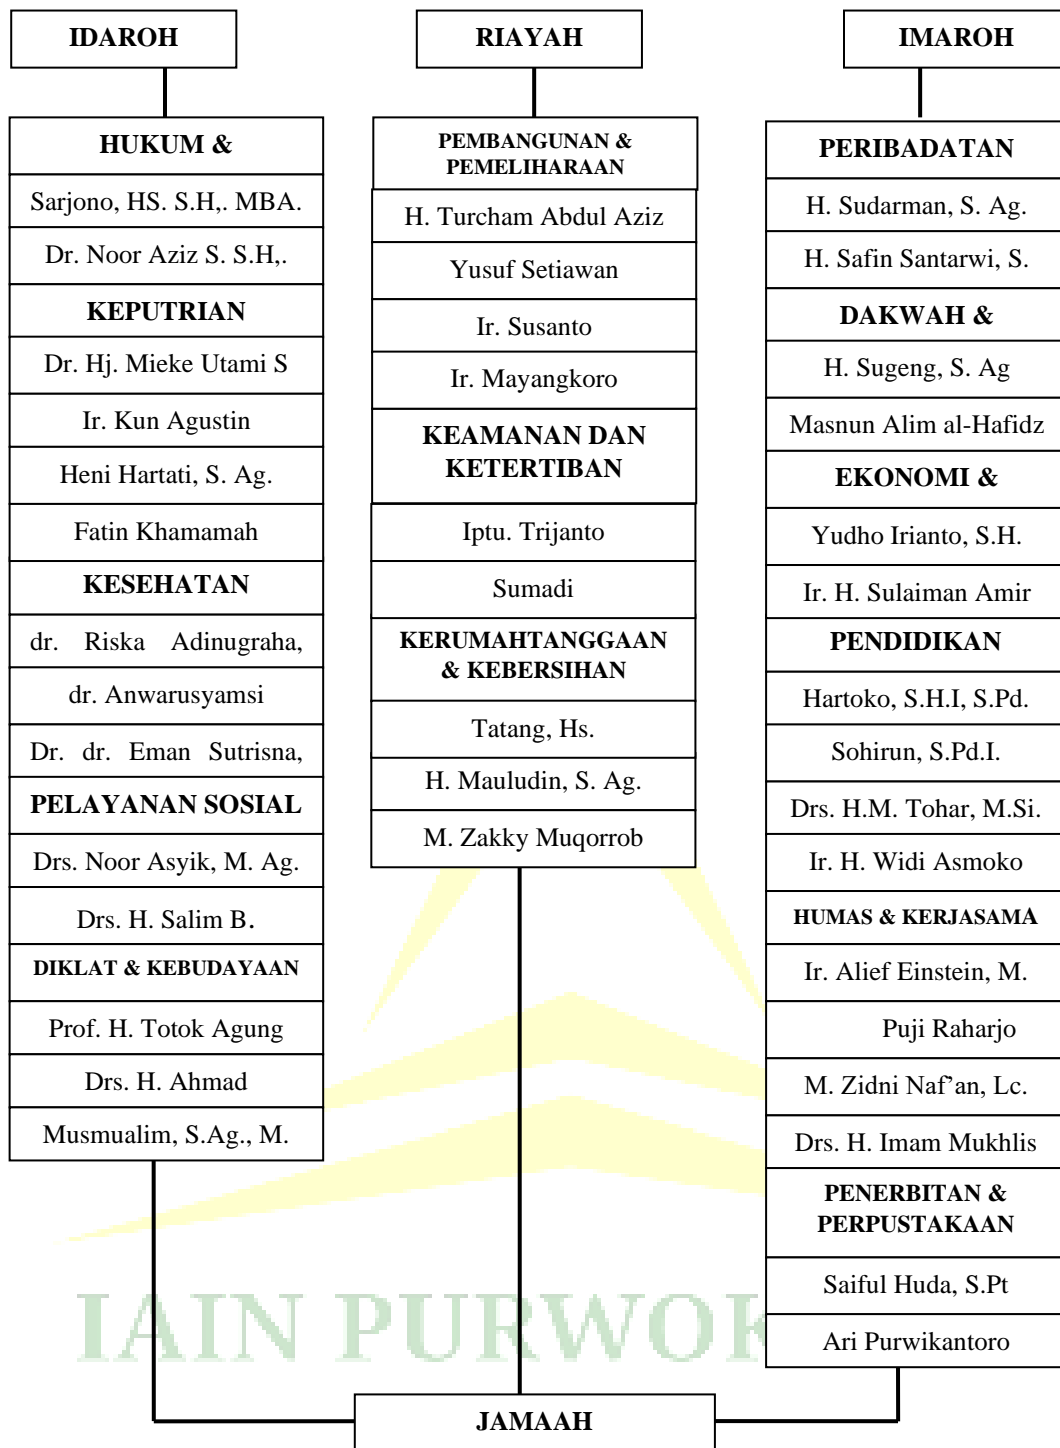 IDAROH
HUKUM &
Sarjono, HS. S.H,. MBA.
Dr. Noor Aziz S. S.H,.
KEPUTRIAN
Dr. Hj. Mieke Utami S
Ir. Kun Agustin
Heni Hartati, S. Ag.
Fatin Khamamah
KESEHATAN
dr. Riska Adinugraha,
dr. Anwarusyamsi
Dr. dr. Eman Sutrisna,
PELAYANAN SOSIAL
Drs. Noor Asyik, M. Ag.
Drs. H. Salim B.
DIKLAT & KEBUDAYAAN
Prof. H. Totok Agung
Drs. H. Ahmad
Musmualim, S.Ag., M.
RIAYAH
PEMBANGUNAN &
PEMELIHARAAN
H. Turcham Abdul Aziz
Yusuf Setiawan
Ir. Susanto
Ir. Mayangkoro
KEAMANAN DAN
KETERTIBAN
Iptu. Trijanto
Sumadi
KERUMAHTANGGAAN
& KEBERSIHAN
Tatang, Hs.
H. Mauludin, S. Ag.
M. Zakky Muqorrob
IMAROH
PERIBADATAN
H. Sudarman, S. Ag.
H. Safin Santarwi, S.
DAKWAH &
H. Sugeng, S. Ag
Masnun Alim al-Hafidz
EKONOMI &
Yudho Irianto, S.H.
Ir. H. Sulaiman Amir
PENDIDIKAN
Hartoko, S.H.I, S.Pd.
Sohirun, S.Pd.I.
Drs. H.M. Tohar, M.Si.
Ir. H. Widi Asmoko
HUMAS & KERJASAMA
Ir. Alief Einstein, M.
Puji Raharjo
M. Zidni Naf’an, Lc.
Drs. H. Imam Mukhlis
PENERBITAN &
PERPUSTAKAAN
Saiful Huda, S.Pt
Ari Purwikantoro
IAIN PURWOK
JAMAAH